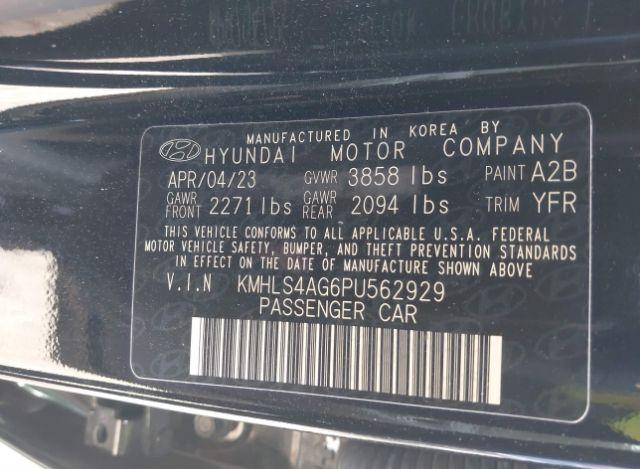 MANUFACTURED IN KOREA BY
HYUNDAI MOTOR COMPANY
APR/04/23 GVWR 3858 lbs PAINT A2B
GAWR FRONT 2271 lbs GAWR REAR 2094 lbs TRIM YFR
THIS VEHICLE CONFORMS TO ALL APPLICABLE U.S.A. FEDERAL
MOTOR VEHICLE SAFETY, BUMPER, AND THEFT PREVENTION STANDARDS
IN EFFECT ON THE DATE OF MANUFACTURE SHOWN ABOVE
V.I.N KMHLS4AG6PU562929
PASSENGER CAR